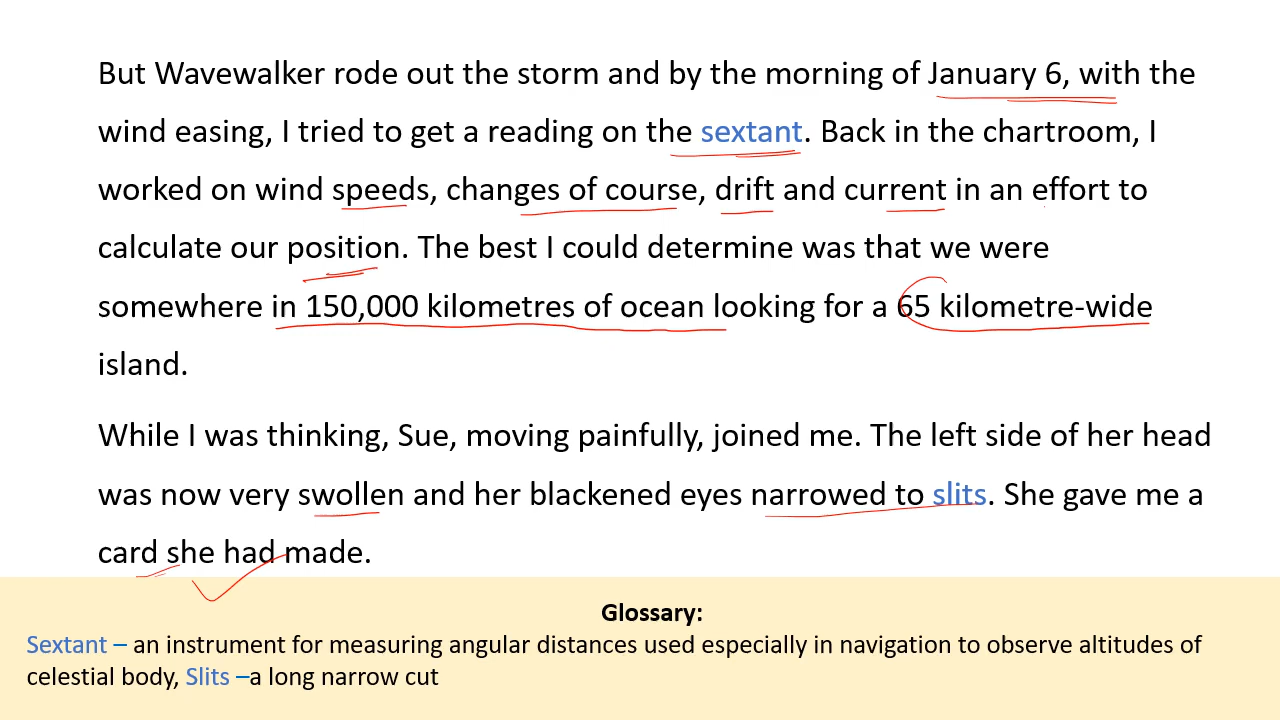 But Wavewalker rode out the storm and by the morning of January 6, with the
wind easing, I tried to get a reading on the sextant. Back in the chartroom, I
worked on wind speeds, changes of course, drift and current in an effort to
calculate our position. The best I could determine was that we were
somewhere in 150,000 kilometres of ocean looking for a 65 kilometre-wide
island.
While I was thinking, Sue, moving painfully, joined me. The left side of her head
was now very swollen and her blackened eyes narrowed to slits. She gave me a
card she had made.
Glossary:
Sextant – an instrument for measuring angular distances used especially in navigation to observe altitudes of
celestial body, Slits –a long narrow cut